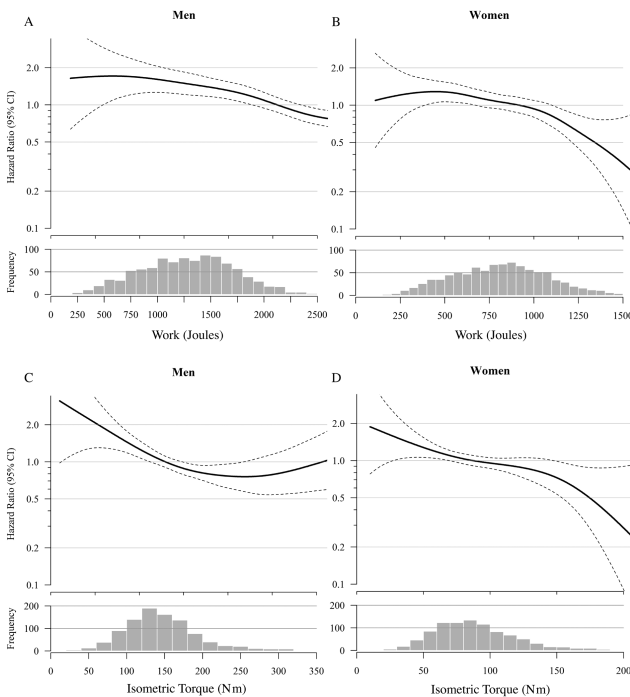 A Men
B Women
Hazard Ratio (95% CI)
2.0
1.0
0.5
0.2
0.1
2.0
1.0
0.5
0.2
0.1
Frequency
100
50
0
100
50
0
0 250 500 750 1000 1500 2000 2500
0 250 500 750 1000 1250 1500
Work (Joules)
Work (Joules)
C Men
D Women
Hazard Ratio (95% CI)
2.0
1.0
0.5
0.2
0.1
2.0
1.0
0.5
0.2
0.1
Frequency
200
100
0
200
100
0
0 50 100 150 200 250 300 350
0 50 100 150 200
Isometric Torque (Nm)
Isometric Torque (Nm)